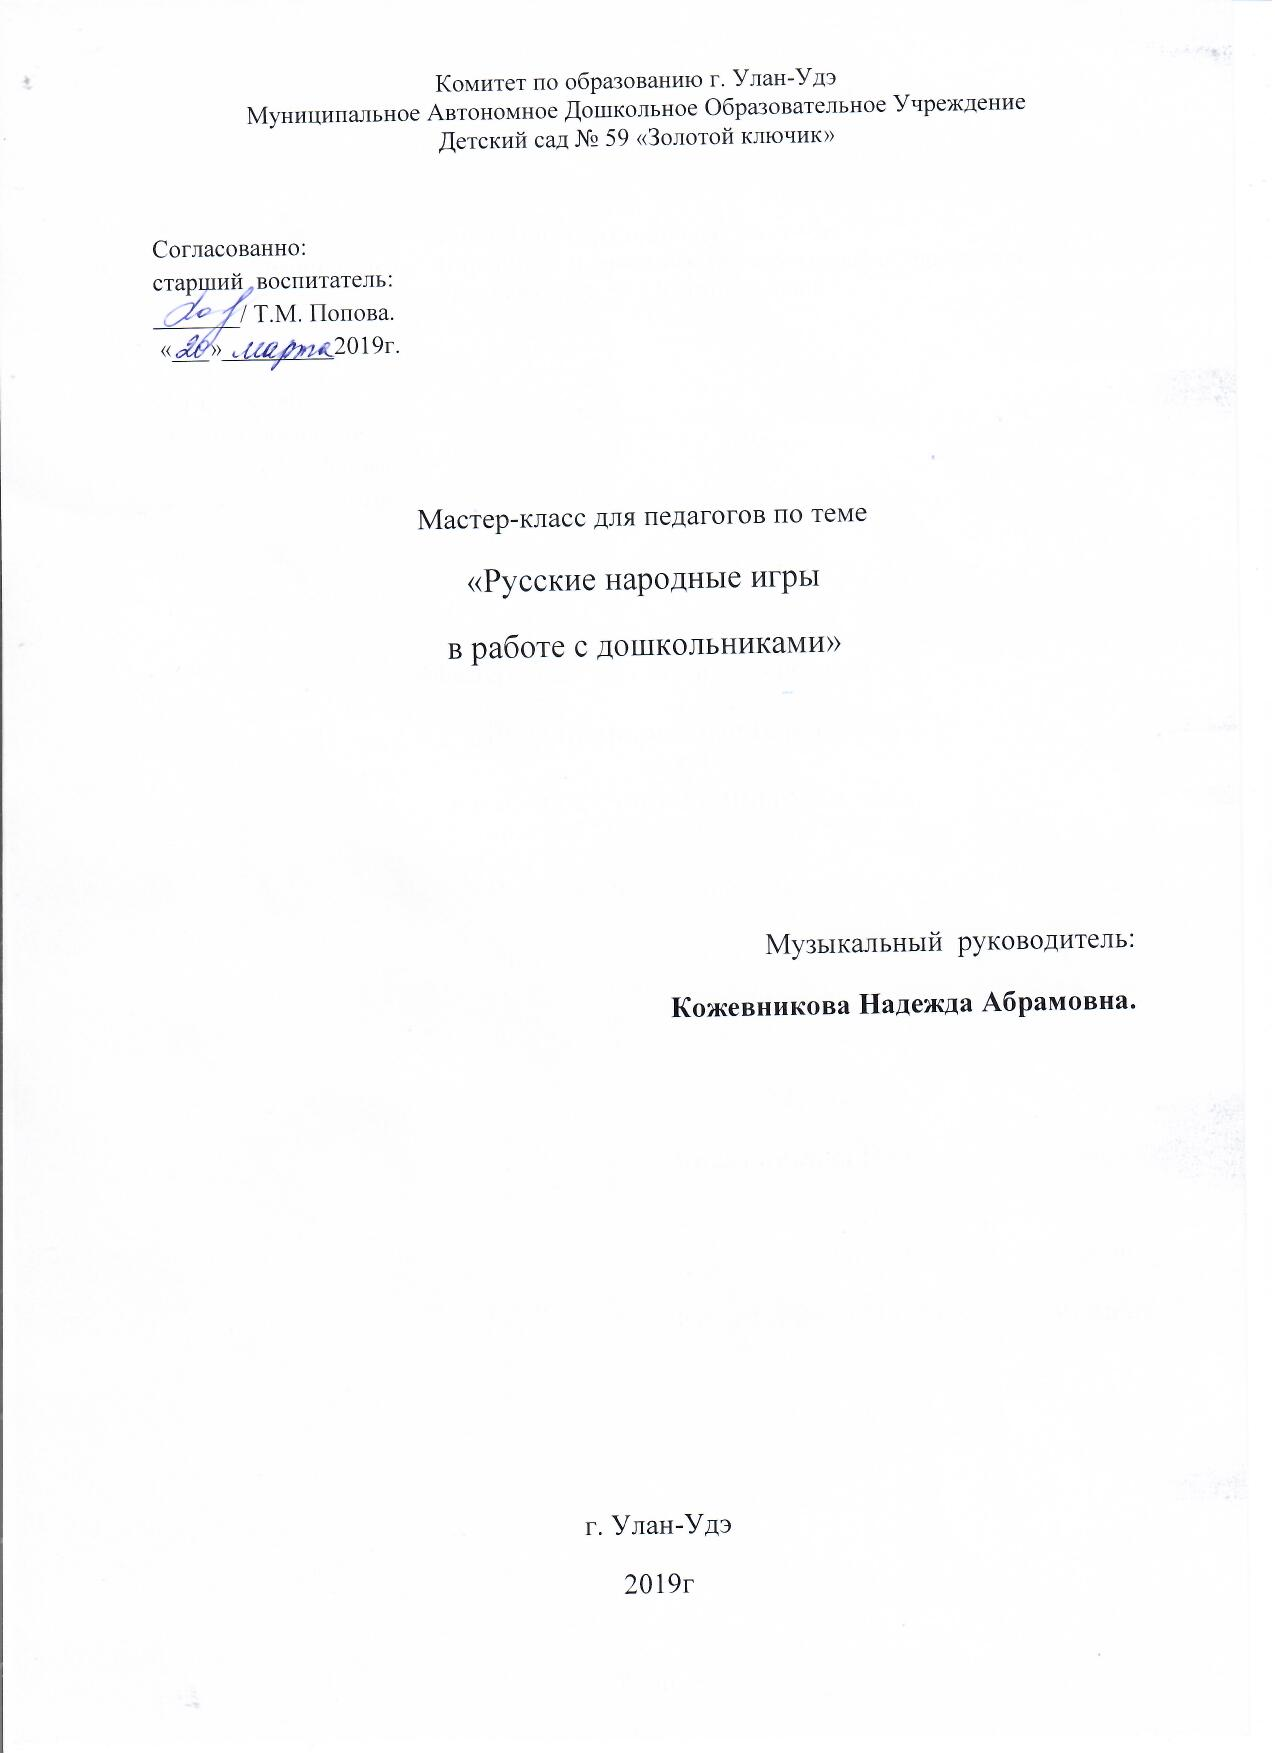 Комитет по образованию г. Улан-Удэ
Муниципальное Автономное Дошкольное Образовательное Учреждение
Детский сад № 59 «Золотой ключик»
Согласованно:
старший воспитатель:
________/ Т.М. Попова.
«20» марта 2019г.
Мастер-класс для педагогов по теме
«Русские народные игры
в работе с дошкольниками»
Музыкальный руководитель:
Кожевникова Надежда Абрамовна.
г. Улан-Удэ
2019г